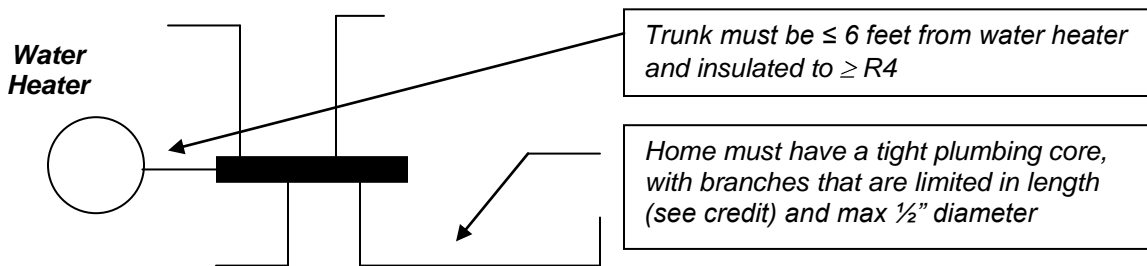 Water
Heater
Trunk must be ≤ 6 feet from water heater
and insulated to ≥ R4
Home must have a tight plumbing core,
with branches that are limited in length
(see credit) and max ½” diameter